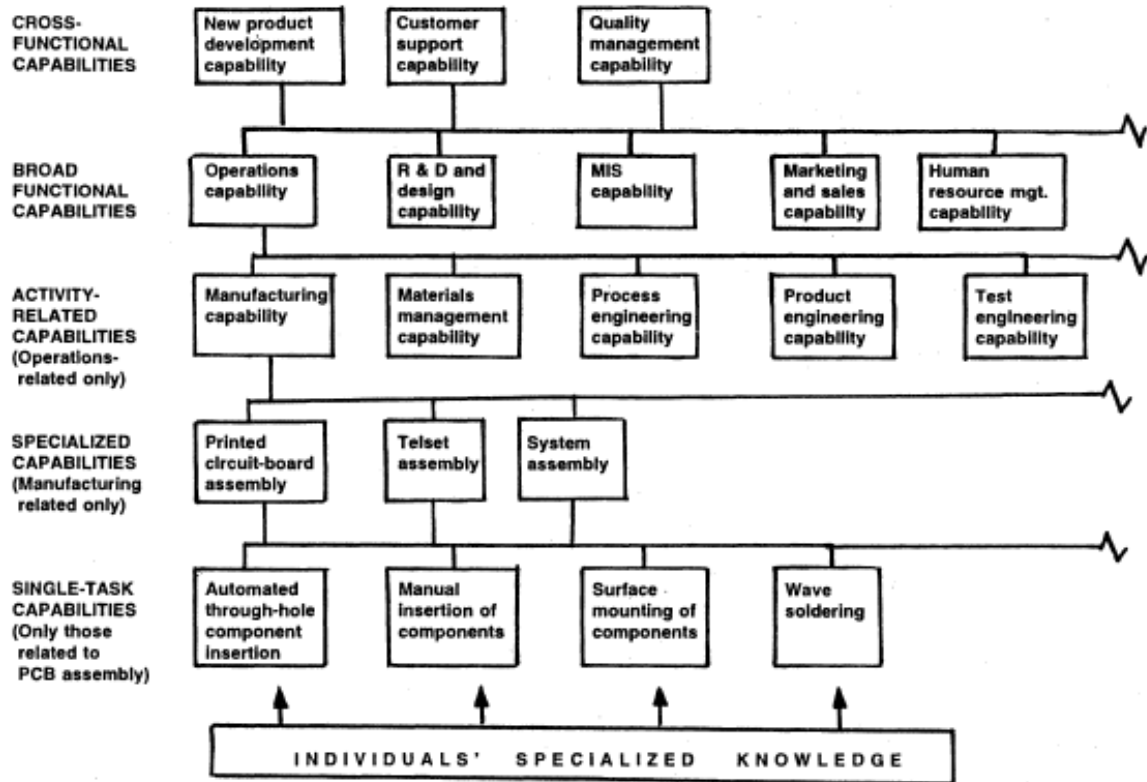 CROSS-
FUNCTIONAL
CAPABILITIES
New product
development
capability
Customer
support
capability
Quality
management
capability
BROAD
FUNCTIONAL
CAPABILITIES
Operations
capability
R & D and
design
capability
MIS
capability
Marketing
and sales
capability
Human
resource mgt.
capability
ACTIVITY-
RELATED
CAPABILITIES
(Operations-
related only)
Manufacturing
capability
Materials
management
capability
Process
engineering
capability
Product
engineering
capability
Test
engineering
capability
SPECIALIZED
CAPABILITIES
(Manufacturing
related only)
Printed
circuit-board
assembly
Telset
assembly
System
assembly
SINGLE-TASK
CAPABILITIES
(Only those
related to
PCB assembly)
Automated
through-hole
component
insertion
Manual
insertion of
components
Surface
mounting of
components
Wave
soldering
INDIVIDUALS' SPECIALIZED KNOWLEDGE